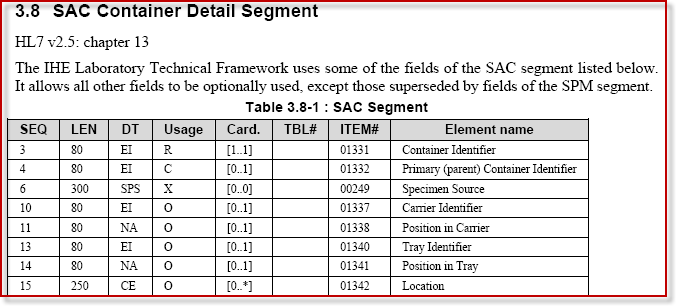 3.8 SAC Container Detail Segment
HL7 v2.5: chapter 13
The IHE Laboratory Technical Framework uses some of the fields of the SAC segment listed below.
It allows all other fields to be optionally used, except those superseded by fields of the SPM segment.
Table 3.8-1 : SAC Segment
SEQ LEN DT Usage Card. TBL# ITEM# Element name
3 80 EI R [1..1] 01331 Container Identifier
4 80 EI C [0..1] 01332 Primary (parent) Container Identifier
6 300 SPS X [0..0] 00249 Specimen Source
10 80 EI O [0..1] 01337 Carrier Identifier
11 80 NA O [0..1] 01338 Position in Carrier
13 80 EI O [0..1] 01340 Tray Identifier
14 80 NA O [0..1] 01341 Position in Tray
15 250 CE O [0..*] 01342 Location